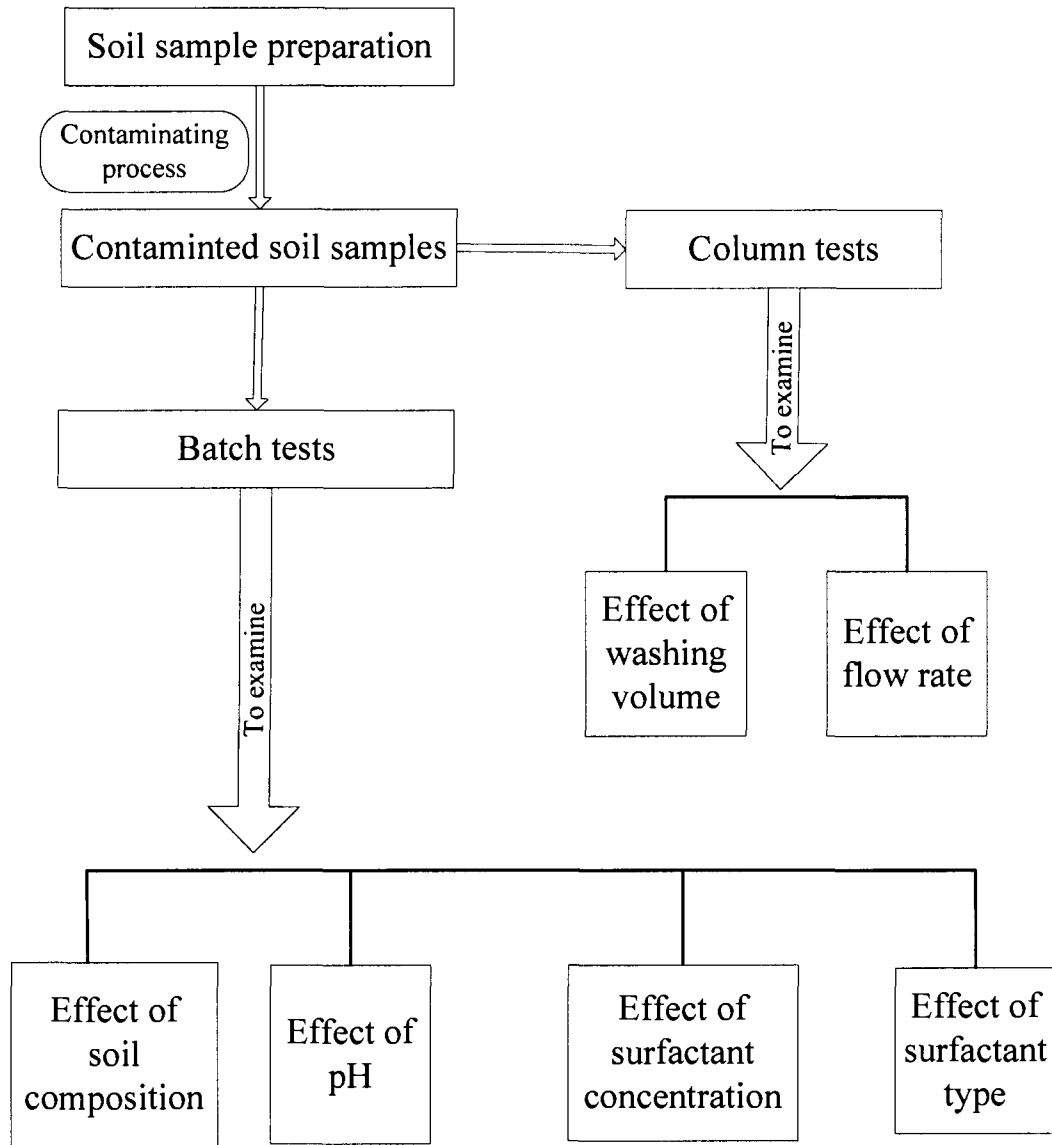 Soil sample preparation
Contaminating
process
Contaminted soil samples
Column tests
To examine
Batch tests
Effect of
washing
volume
Effect of
flow rate
To examine
Effect of
soil
composition
Effect of
pH
Effect of
surfactant
concentration
Effect of
surfactant
type